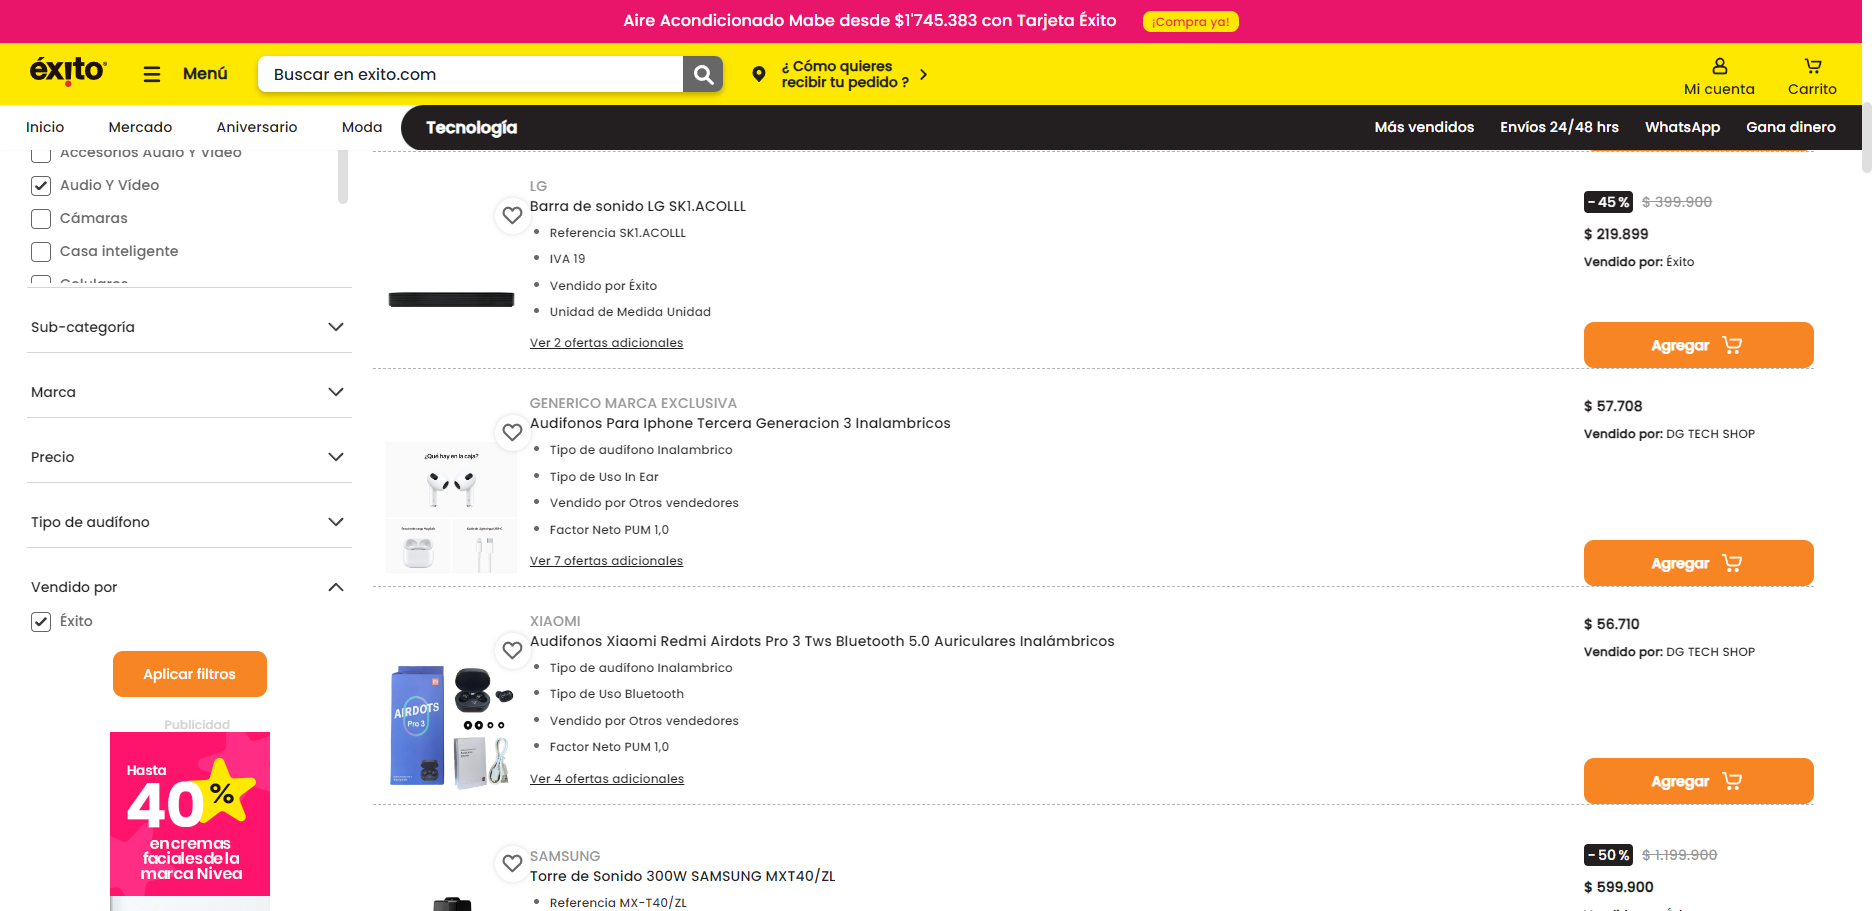 Aire Acondicionado Mabe desde $1'745.383 con Tarjeta Éxito ¡Compra ya!
éxito
Menú
Buscar en exito.com
¿ Cómo quieres
recibir tu pedido ?
Mi cuenta
Carrito
Inicio
Mercado
Aniversario
Moda
Tecnología
Más vendidos
Envíos 24/48 hrs
WhatsApp
Gana dinero
Accesorios Audio Y Video
Audio Y Vídeo
Cámaras
Casa inteligente
Celulares
Sub-categoría
Marca
Precio
Tipo de audífono
Vendido por
Éxito
Aplicar filtros
Publicidad
Hasta
40%
en cremas
faciales de la
marca Nivea
LG
Barra de sonido LG SK1.ACOLLL
Referencia SK1.ACOLLL
IVA 19
Vendido por Éxito
Unidad de Medida Unidad
Ver 2 ofertas adicionales
-45% $ 399.900
$ 219.899
Vendido por: Éxito
Agregar
GENERICO MARCA EXCLUSIVA
Audifonos Para Iphone Tercera Generacion 3 Inalambricos
¿Qué hay en la caja?
Tipo de audífono Inalambrico
Tipo de Uso In Ear
Vendido por Otros vendedores
Factor Neto PUM 1,0
Ver 7 ofertas adicionales
$ 57.708
Vendido por: DG TECH SHOP
Agregar
XIAOMI
Audifonos Xiaomi Redmi Airdots Pro 3 Tws Bluetooth 5.0 Auriculares Inalámbricos
AIRDOTS
Pro 3
Tipo de audífono Inalambrico
Tipo de Uso Bluetooth
Vendido por Otros vendedores
Factor Neto PUM 1,0
Ver 4 ofertas adicionales
$ 56.710
Vendido por: DG TECH SHOP
Agregar
SAMSUNG
Torre de Sonido 300W SAMSUNG MXT40/ZL
Referencia MX-T40/ZL
-50% $ 1.199.900
$ 599.900